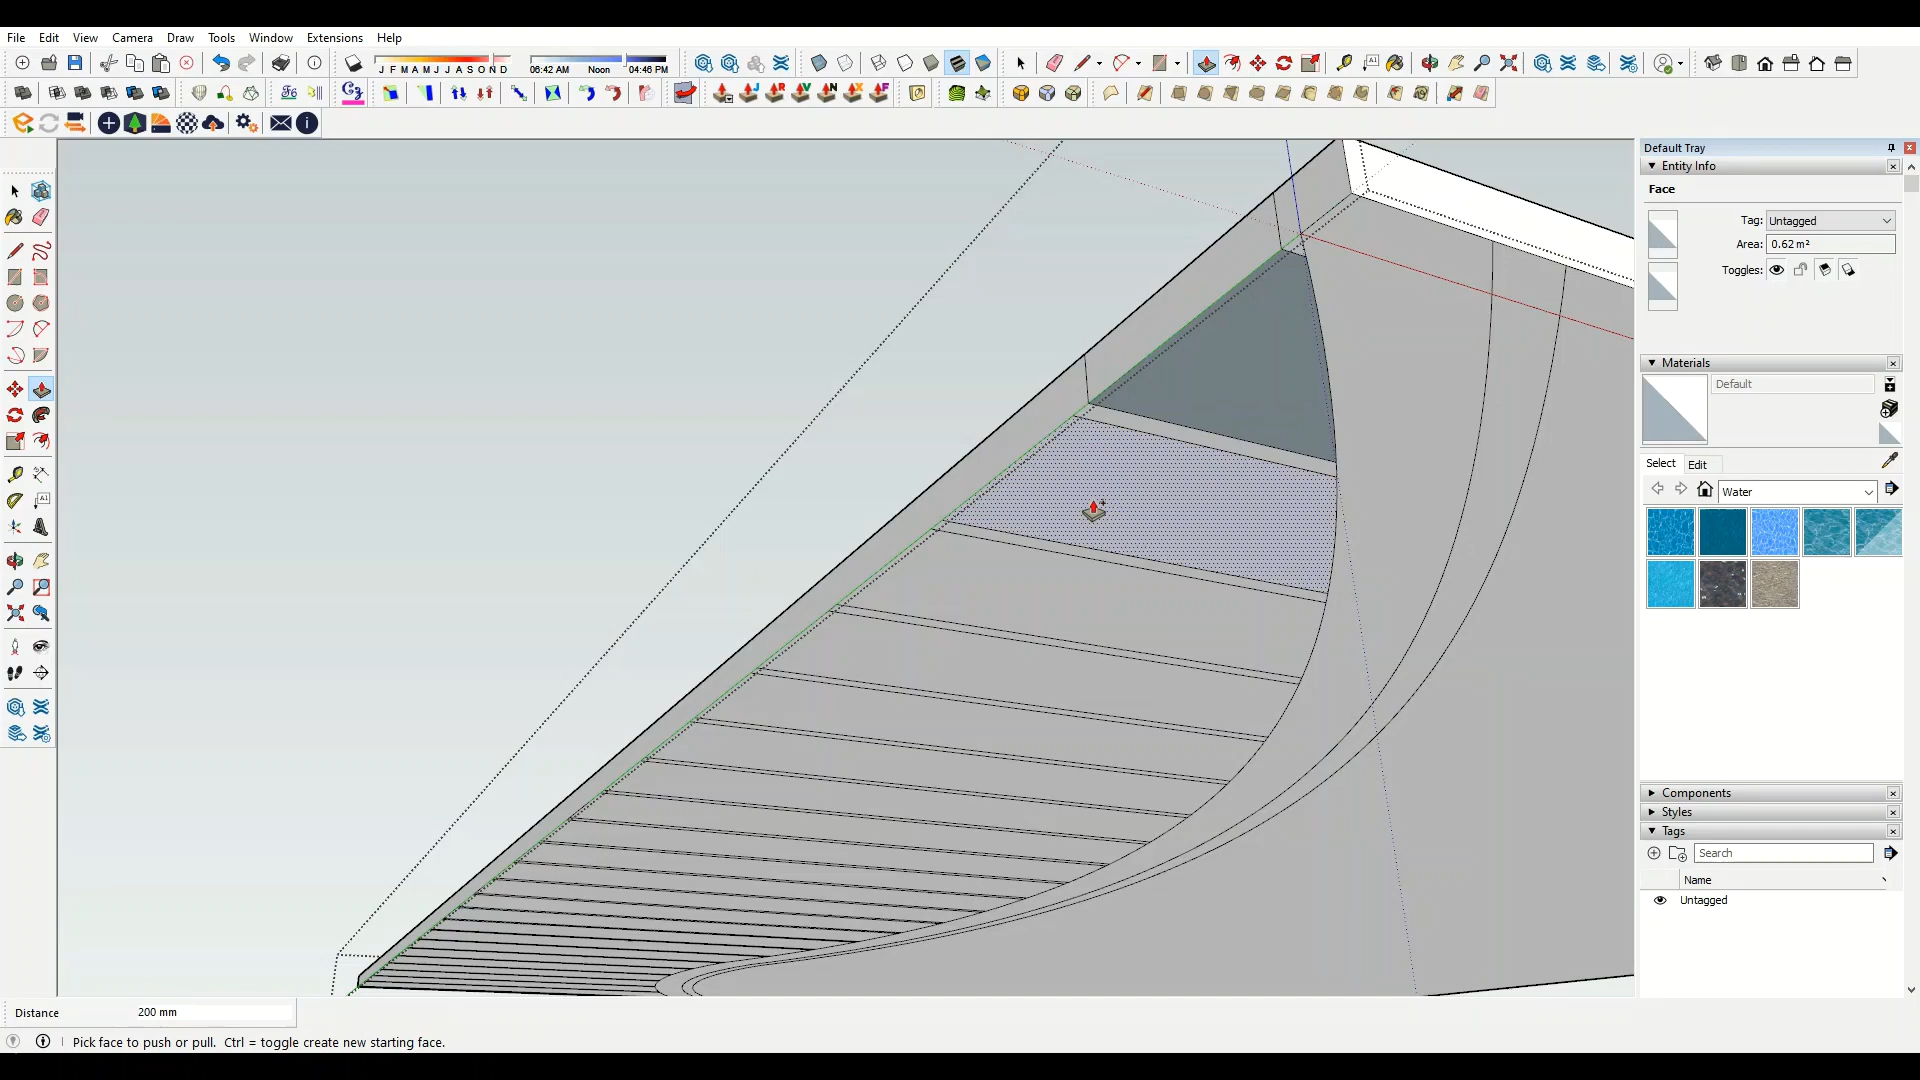 File Edit View Camera Draw Tools Window Extensions Help
J F M A M J J A S O N D
06:42 AM Noon 04:46 PM
Default Tray
Entity Info
Face
Tag: Untagged
Area: 0.62 m²
Toggles:
Materials
Default
Select Edit
Water
Components
Styles
Tags
Search
Name
Untagged
Distance 200 mm
Pick face to push or pull. Ctrl = toggle create new starting face.